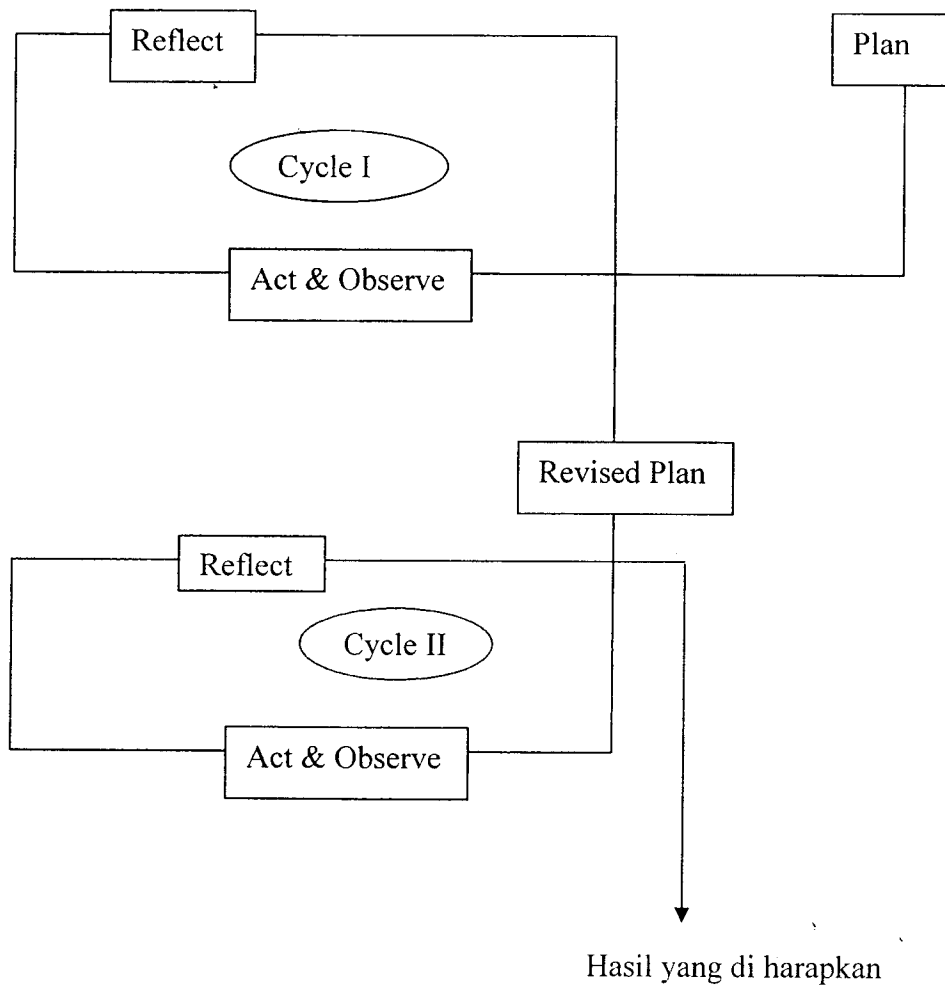 Reflect
Plan
Cycle I
Act & Observe
Revised Plan
Reflect
Cycle II
Act & Observe
Hasil yang di harapkan